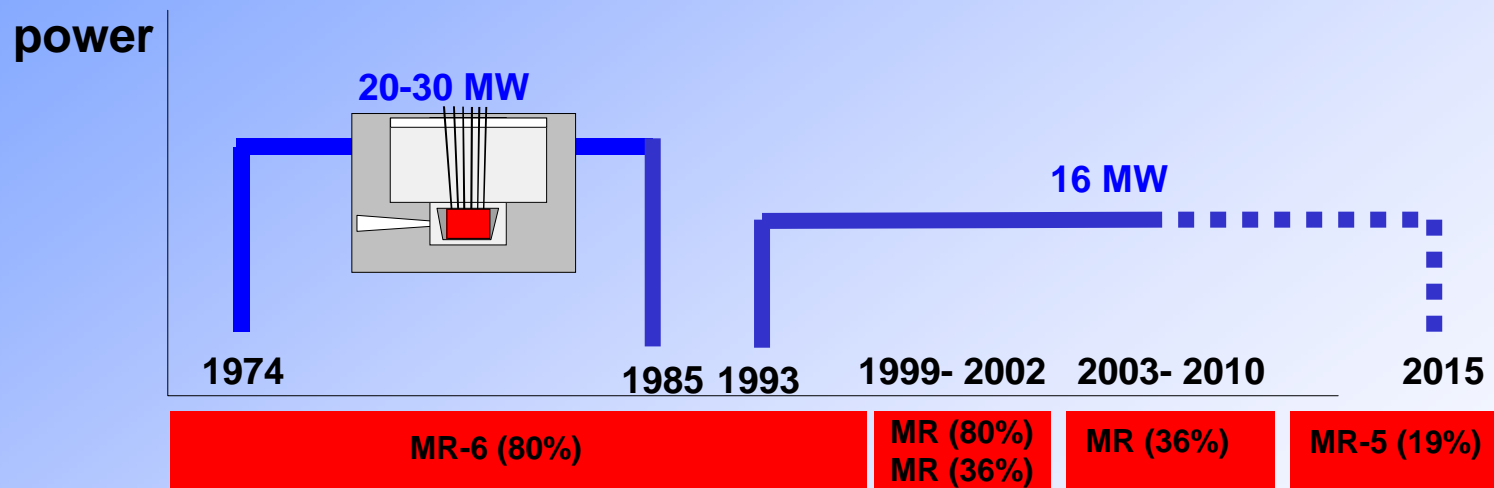 power
20-30 MW
16 MW
1974
1985
1993
1999- 2002
2003- 2010
2015
MR-6 (80%)
MR (80%)
MR (36%)
MR (36%)
MR-5 (19%)